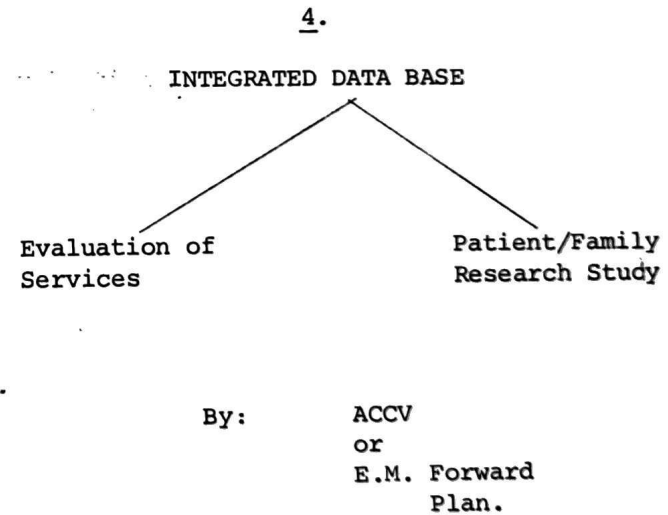 4.
INTEGRATED DATA BASE
Evaluation of
Services
Patient/Family
Research Study
By:
ACCV
or
E.M. Forward
Plan.